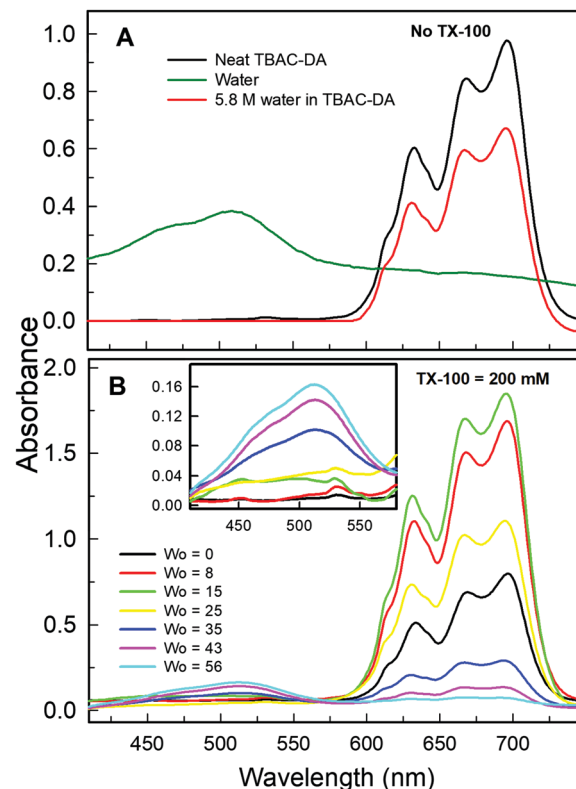 A
No TX-100
Neat TBAC-DA
Water
5.8 M water in TBAC-DA
1.0
0.8
0.6
0.4
0.2
0.0
B
TX-100 = 200 mM
2.0
1.5
1.0
0.5
0.0
0.16
0.12
0.08
0.04
0.00
450 500 550
Wo = 0
Wo = 8
Wo = 15
Wo = 25
Wo = 35
Wo = 43
Wo = 56
450 500 550 600 650 700
Absorbance
Wavelength (nm)